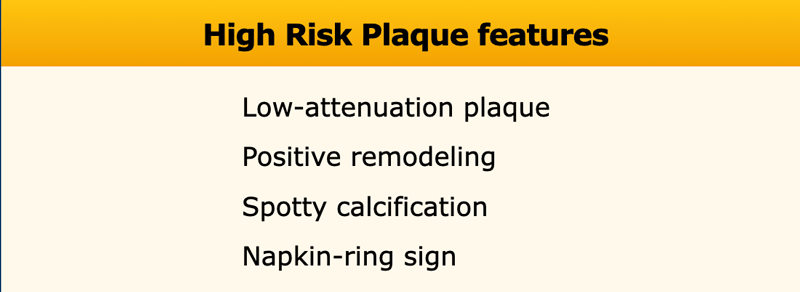 High Risk Plaque features
Low-attenuation plaque
Positive remodeling
Spotty calcification
Napkin-ring sign